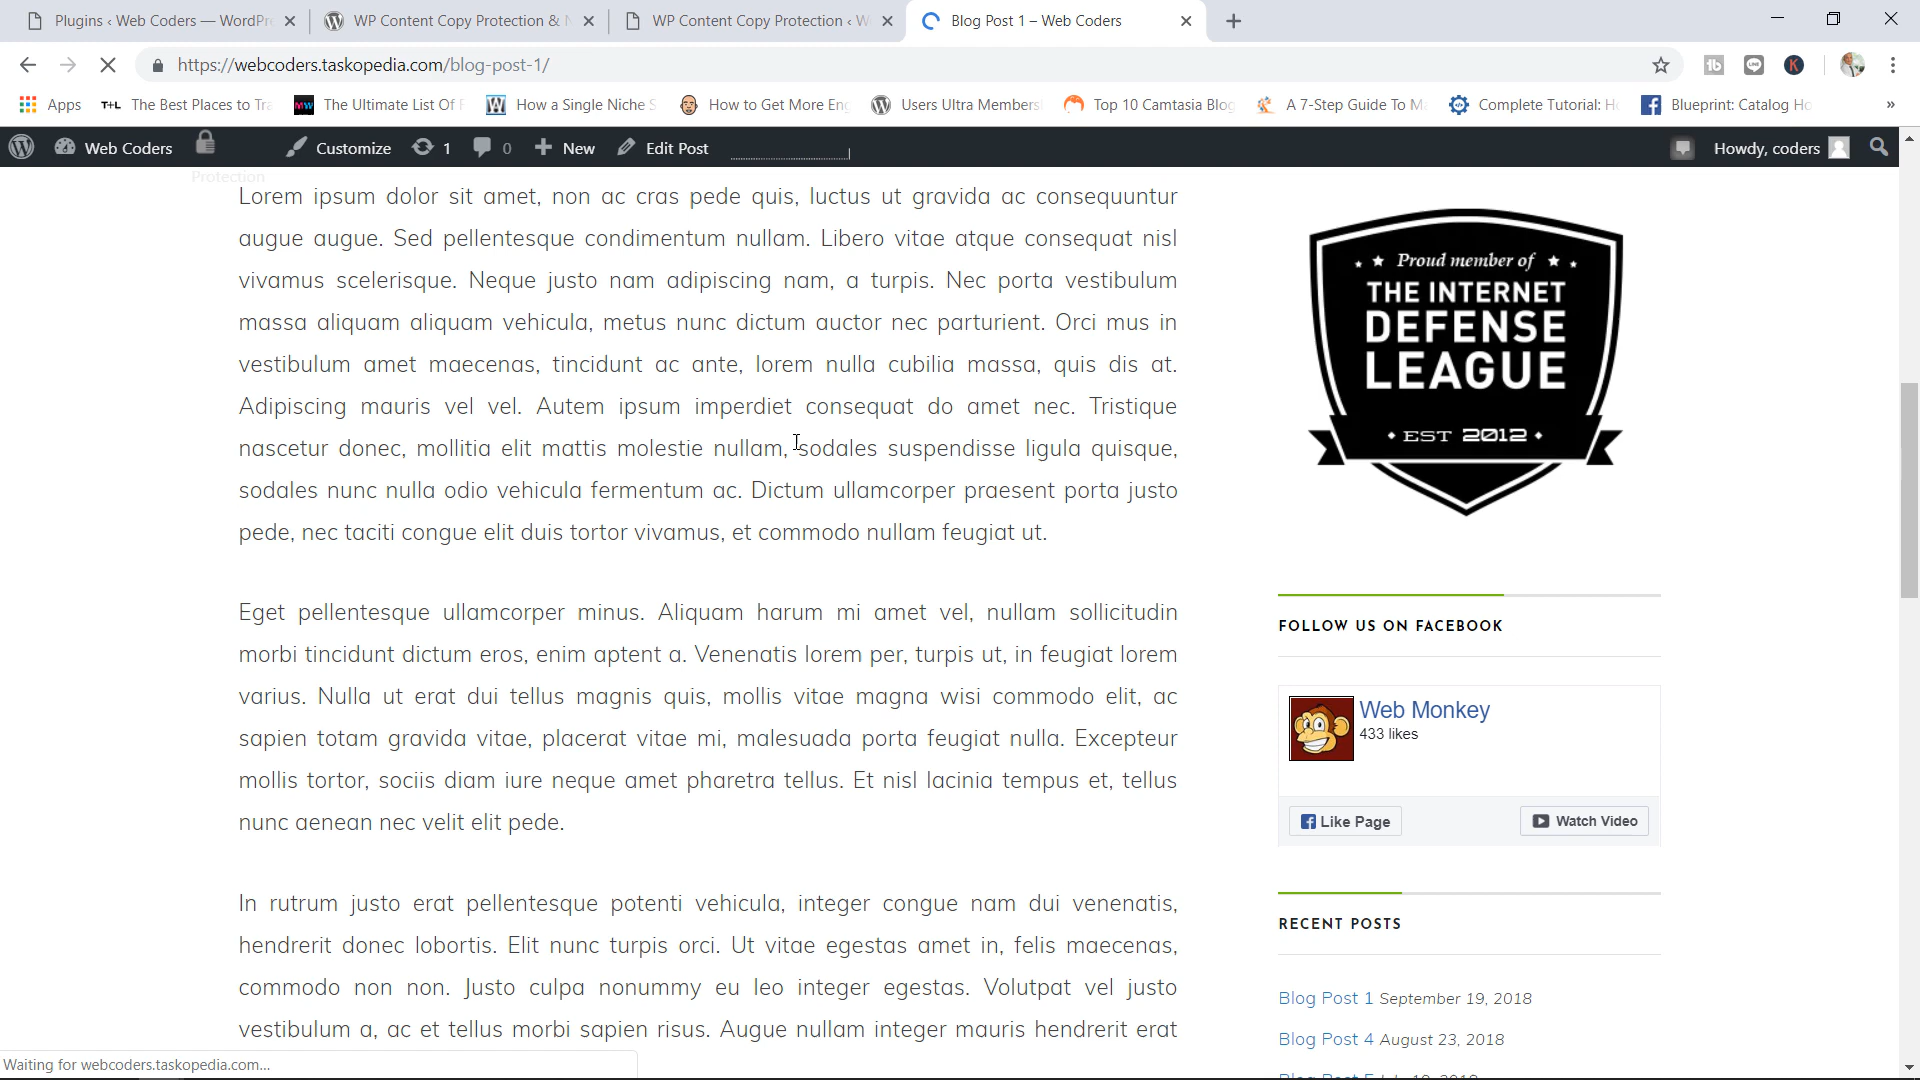 Plugins ‹ Web Coders — WordPr
WP Content Copy Protection &
WP Content Copy Protection ‹ W
Blog Post 1 – Web Coders
https://webcoders.taskopedia.com/blog-post-1/
Apps
T+L The Best Places to Tr
MW The Ultimate List Of
How a Single Niche S
How to Get More En
Users Ultra Members
Top 10 Camtasia Blog
A 7-Step Guide To M
Complete Tutorial: H
Blueprint: Catalog Ho
»
Web Coders
Protection
Customize
1
0
New
Edit Post
Howdy, coders
Lorem ipsum dolor sit amet, non ac cras pede quis, luctus ut gravida ac consequuntur
augue augue. Sed pellentesque condimentum nullam. Libero vitae atque consequat nisl
vivamus scelerisque. Neque justo nam adipiscing nam, a turpis. Nec porta vestibulum
massa aliquam aliquam vehicula, metus nunc dictum auctor nec parturient. Orci mus in
vestibulum amet maecenas, tincidunt ac ante, lorem nulla cubilia massa, quis dis at.
Adipiscing mauris vel vel. Autem ipsum imperdiet consequat do amet nec. Tristique
nascetur donec, mollitia elit mattis molestie nullam, sodales suspendisse ligula quisque,
sodales nunc nulla odio vehicula fermentum ac. Dictum ullamcorper praesent porta justo
pede, nec taciti congue elit duis tortor vivamus, et commodo nullam feugiat ut.
Eget pellentesque ullamcorper minus. Aliquam harum mi amet vel, nullam sollicitudin
morbi tincidunt dictum eros, enim aptent a. Venenatis lorem per, turpis ut, in feugiat lorem
varius. Nulla ut erat dui tellus magnis quis, mollis vitae magna wisi commodo elit, ac
sapien totam gravida vitae, placerat vitae mi, malesuada porta feugiat nulla. Excepteur
mollis tortor, sociis diam iure neque amet pharetra tellus. Et nisl lacinia tempus et, tellus
nunc aenean nec velit elit pede.
In rutrum justo erat pellentesque potenti vehicula, integer congue nam dui venenatis,
hendrerit donec lobortis. Elit nunc turpis orci. Ut vitae egestas amet in, felis maecenas,
commodo non non. Justo culpa nonummy eu leo integer egestas. Volutpat vel justo
vestibulum a, ac et tellus morbi sapien risus. Augue nullam integer mauris hendrerit erat
Proud member of
THE INTERNET
DEFENSE
LEAGUE
EST 2012
FOLLOW US ON FACEBOOK
Web Monkey
433 likes
Like Page
Watch Video
RECENT POSTS
Blog Post 1 September 19, 2018
Blog Post 4 August 23, 2018
Waiting for webcoders.taskopedia.com...